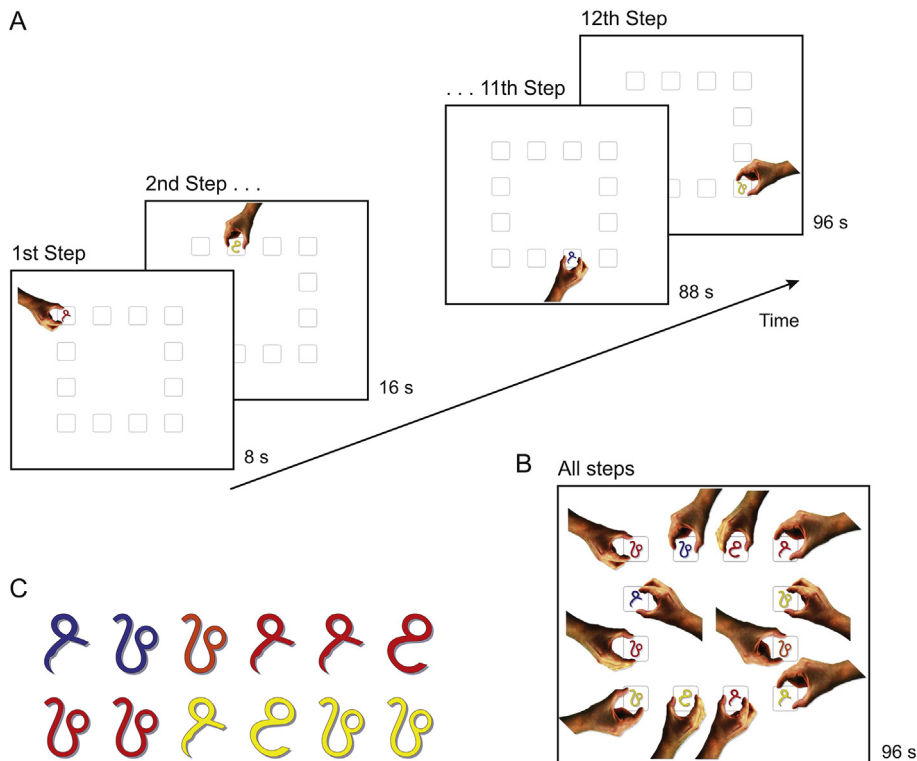 A
12th Step
. . . 11th Step
2nd Step . . .
1st Step
96 s
88 s
Time
16 s
8 s
B
All steps
C
96 s